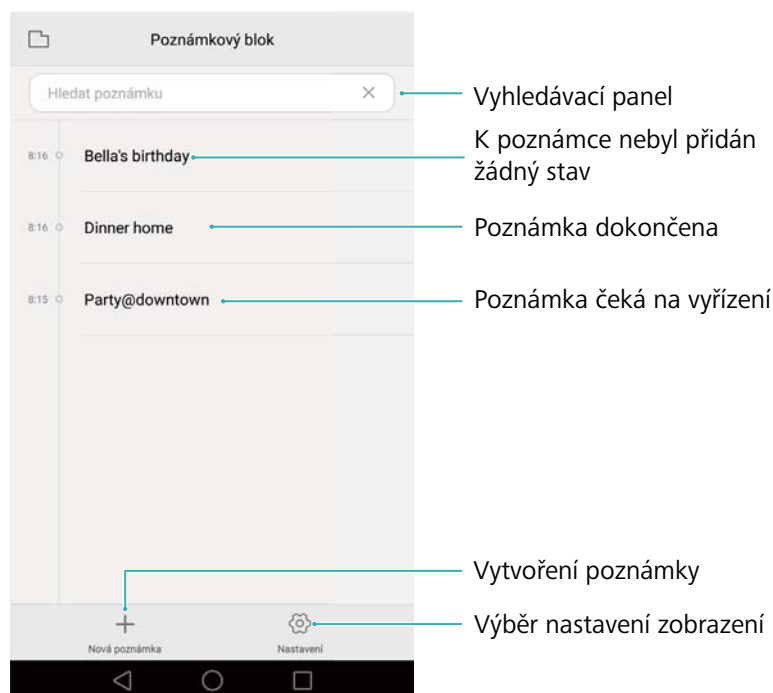 Poznámkový blok
Hledat poznámku
Vyhledávací panel
8:16 Bella's birthday
K poznámce nebyl přidán
žádný stav
8:16 Dinner home
Poznámka dokončena
8:15 Party@downtown
Poznámka čeká na vyřízení
Vytvoření poznámky
Výběr nastavení zobrazení
Nová poznámka
Nastavení